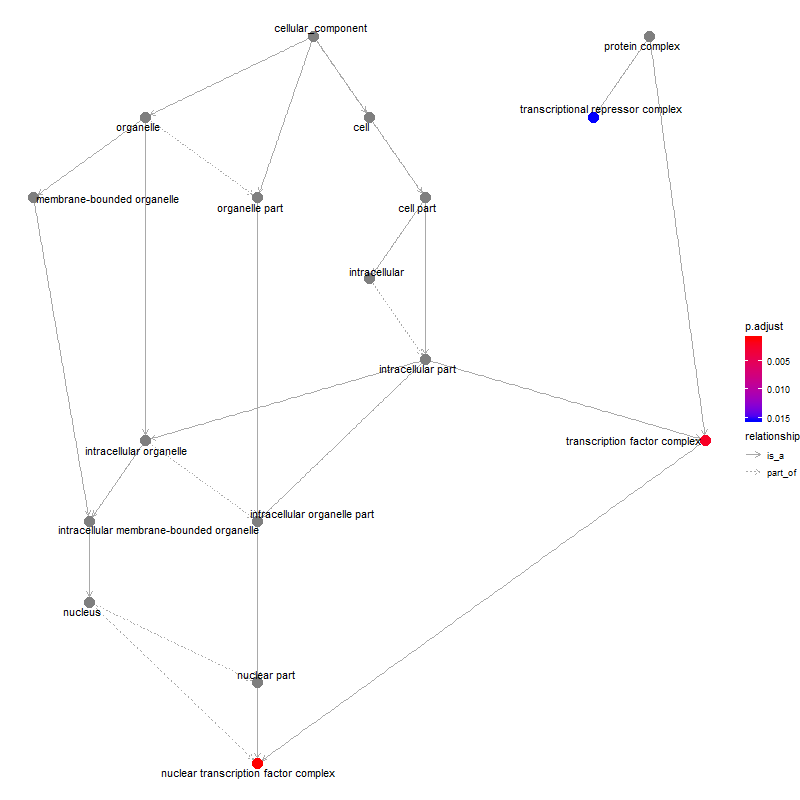 cellular_component
protein complex
transcriptional repressor complex
organelle
cell
membrane-bounded organelle
organelle part
cell part
intracellular
p.adjust
0.005
0.010
0.015
intracellular part
relationship
is_a
part_of
transcription factor complex
intracellular organelle
intracellular organelle part
intracellular membrane-bounded organelle
nucleus
nuclear part
nuclear transcription factor complex